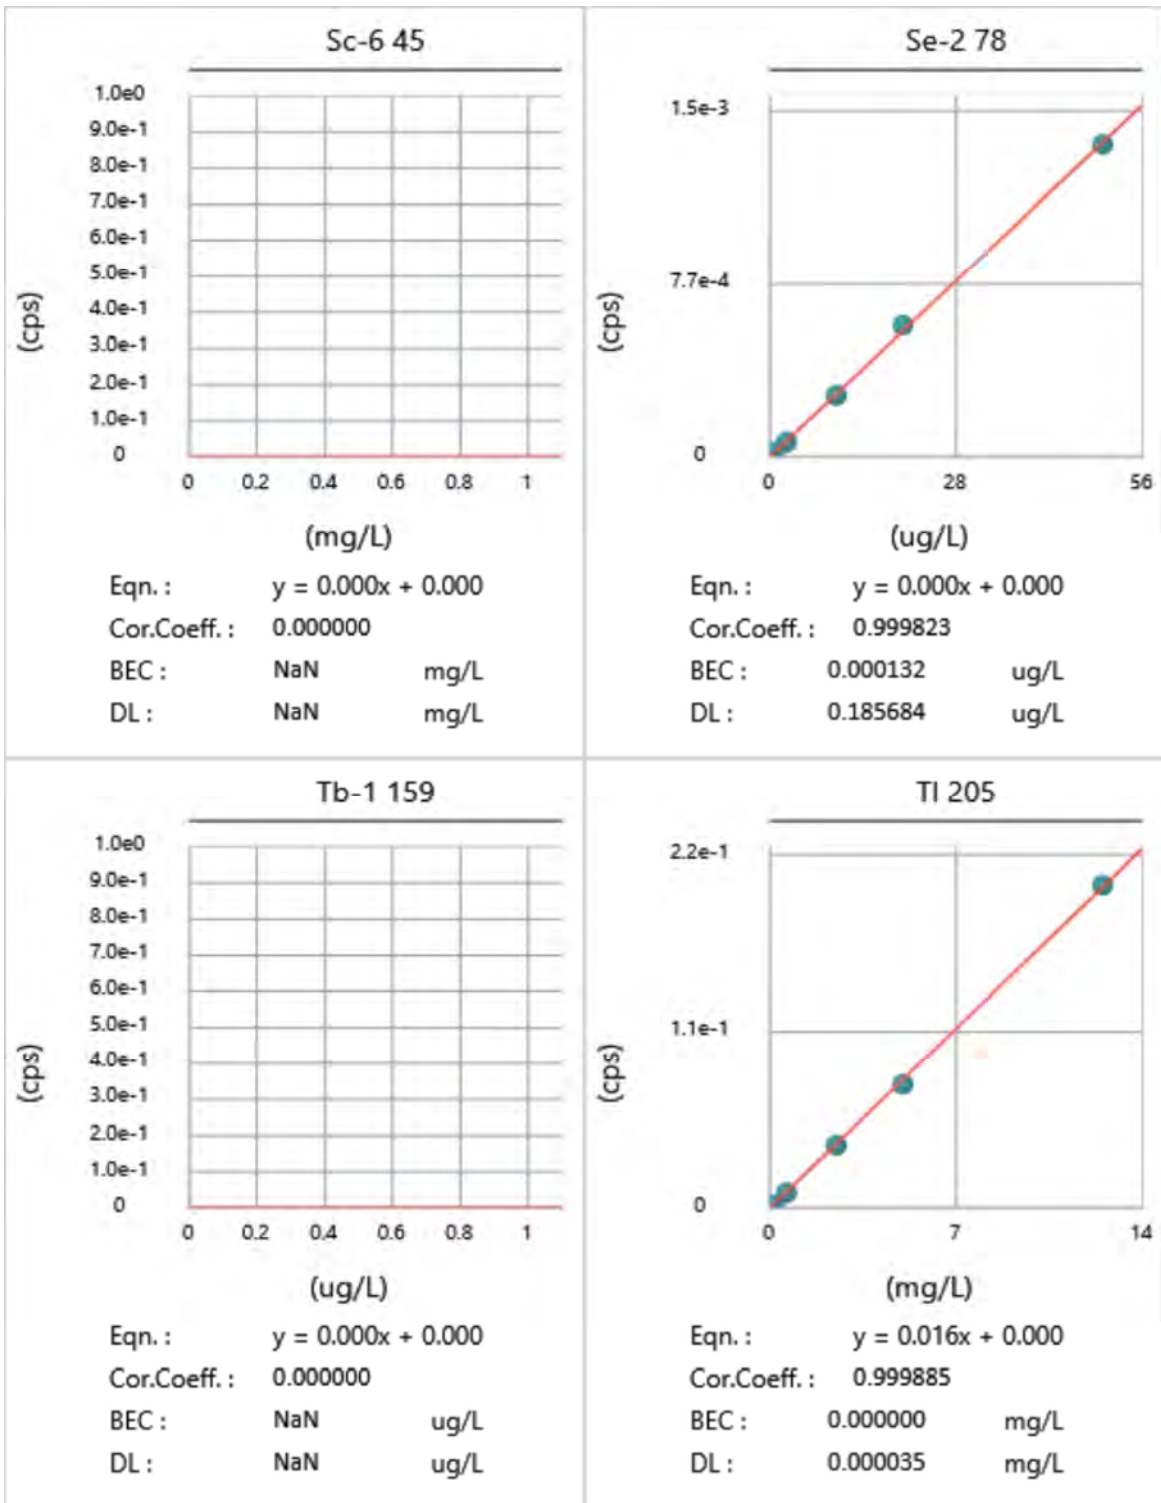 Sc-6 45
1.0e0
9.0e-1
8.0e-1
7.0e-1
6.0e-1
5.0e-1
4.0e-1
3.0e-1
2.0e-1
1.0e-1
0
(cps)
0 0.2 0.4 0.6 0.8 1
(mg/L)
Eqn. : y = 0.000x + 0.000
Cor.Coeff. : 0.000000
BEC : NaN mg/L
DL : NaN mg/L
Se-2 78
1.5e-3
7.7e-4
0
(cps)
0 28 56
(ug/L)
Eqn. : y = 0.000x + 0.000
Cor.Coeff. : 0.999823
BEC : 0.000132 ug/L
DL : 0.185684 ug/L
Tb-1 159
1.0e0
9.0e-1
8.0e-1
7.0e-1
6.0e-1
5.0e-1
4.0e-1
3.0e-1
2.0e-1
1.0e-1
0
(cps)
0 0.2 0.4 0.6 0.8 1
(ug/L)
Eqn. : y = 0.000x + 0.000
Cor.Coeff. : 0.000000
BEC : NaN ug/L
DL : NaN ug/L
Tl 205
2.2e-1
1.1e-1
0
(cps)
0 7 14
(mg/L)
Eqn. : y = 0.016x + 0.000
Cor.Coeff. : 0.999885
BEC : 0.000000 mg/L
DL : 0.000035 mg/L